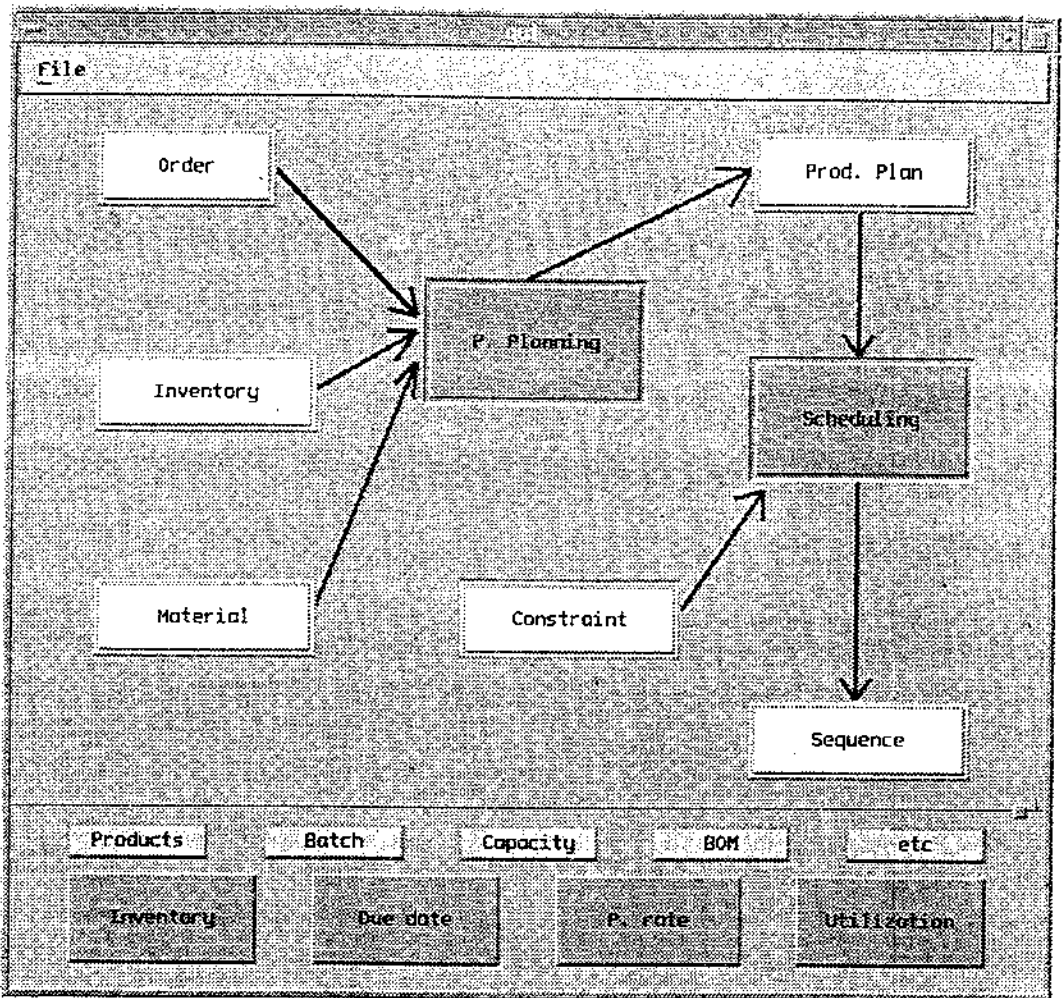 File
Order
Prod. Plan
P. Planning
Inventory
Scheduling
Material
Constraint
Sequence
Products
Batch
Capacity
BOM
etc
Inventory
Due date
P. rate
Utilization